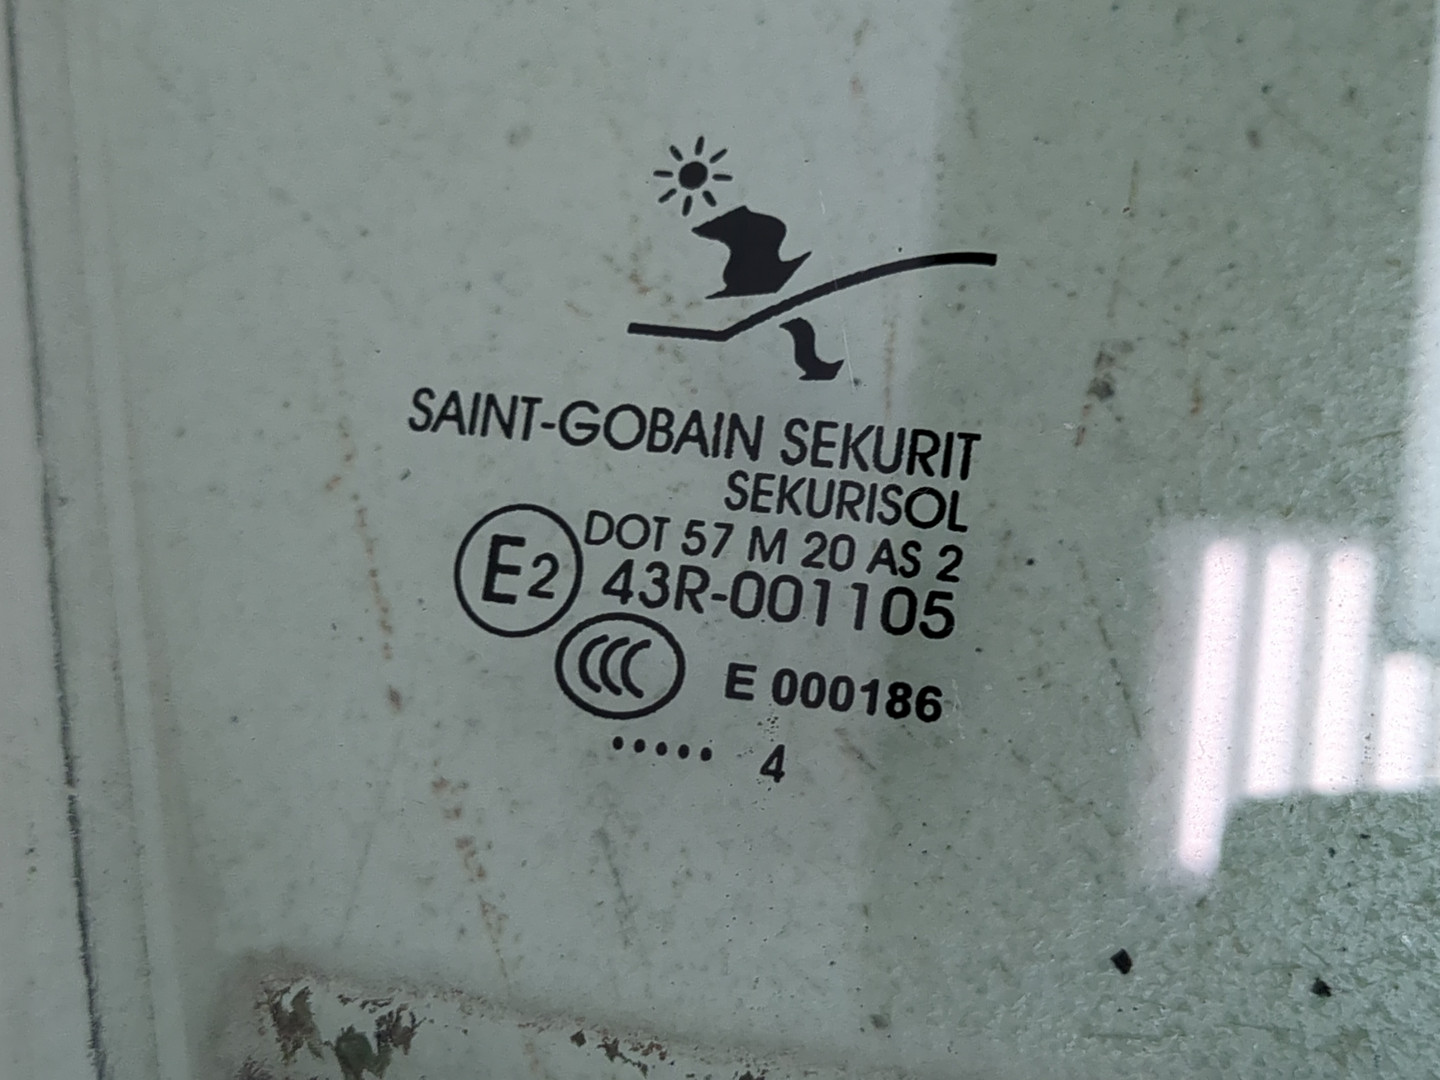 SAINT-GOBAIN SEKURIT
SEKURISOL
DOT 57 M 20 AS 2
E2 43R-001105
CCC E 000186
..... 4